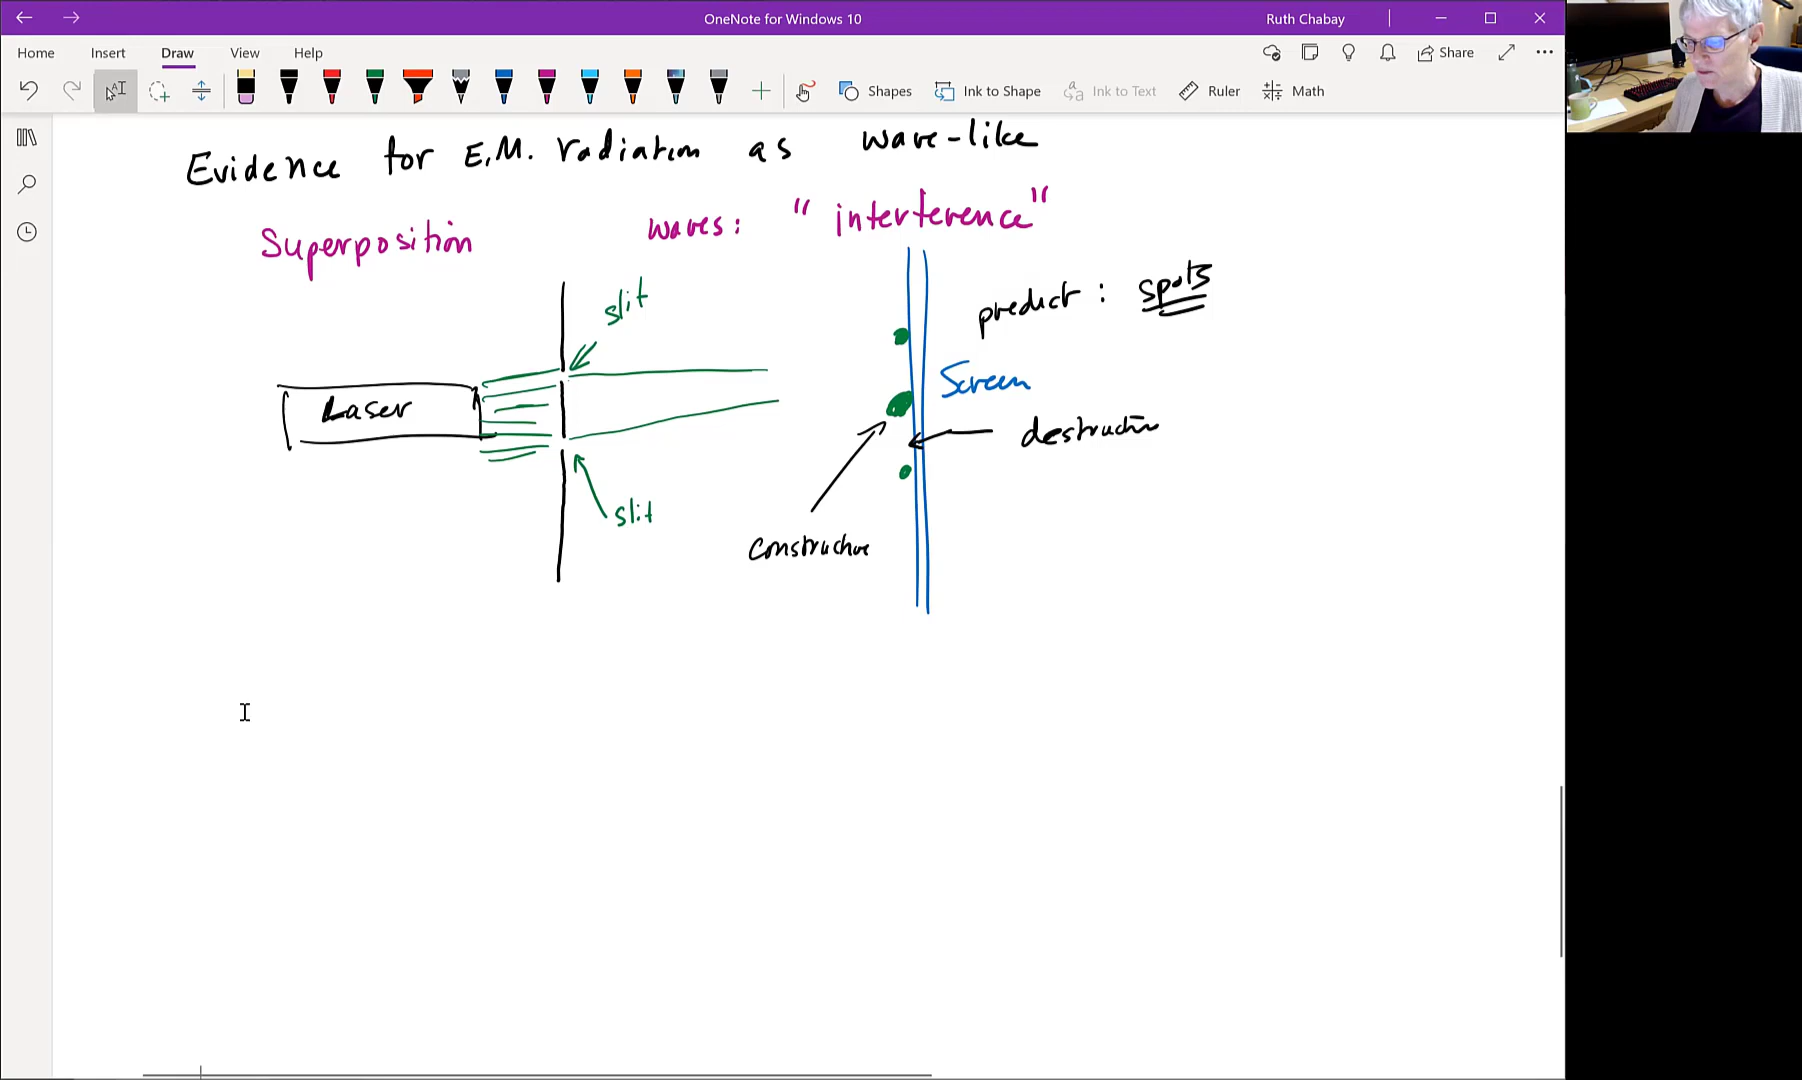 OneNote for Windows 10
Ruth Chabay
Home Insert Draw View Help
Share
Shapes Ink to Shape Ink to Text Ruler Math
Evidence for E.M. radiation as wave-like
Superposition waves: "interference"
slit
predict : spots
Laser
Screen
destructive
slit
constructive